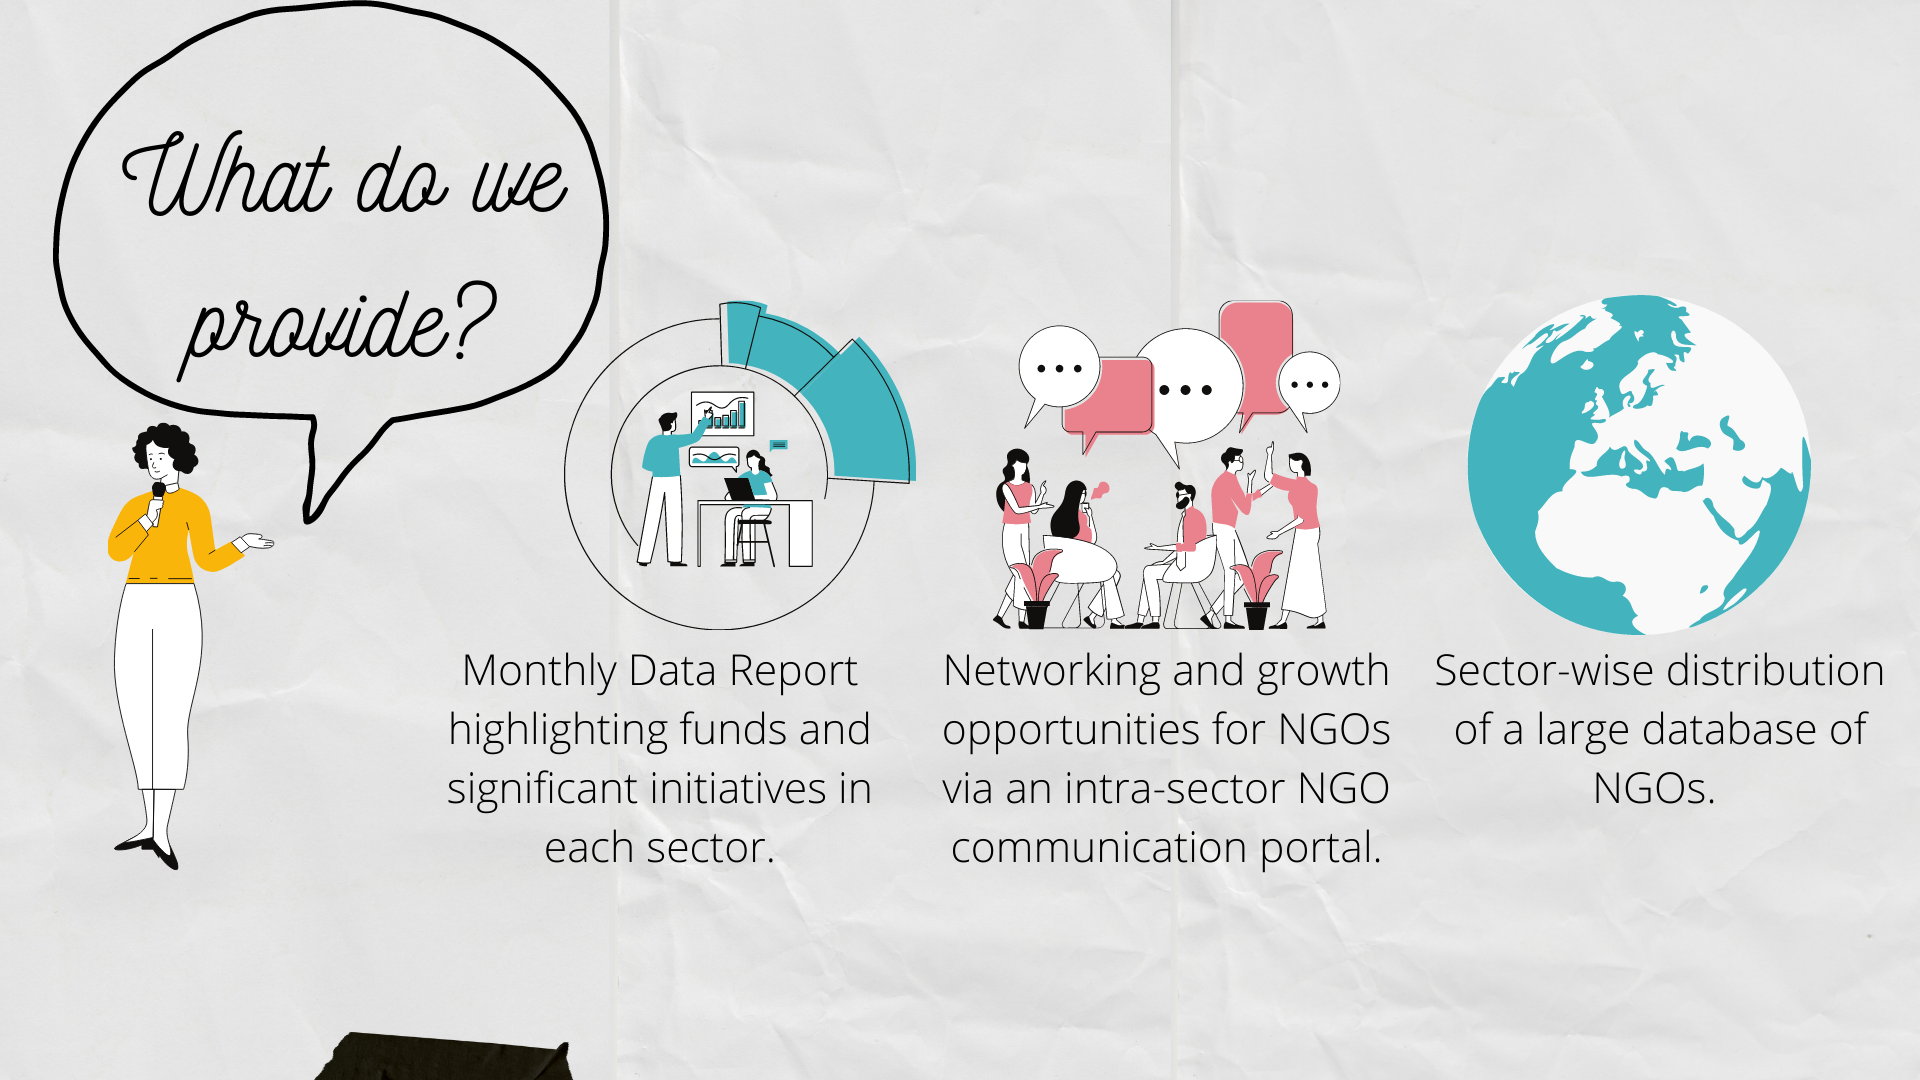 What do we
provide?
Monthly Data Report
highlighting funds and
significant initiatives in
each sector.
Networking and growth
opportunities for NGOs
via an intra-sector NGO
communication portal.
Sector-wise distribution
of a large database of
NGOs.